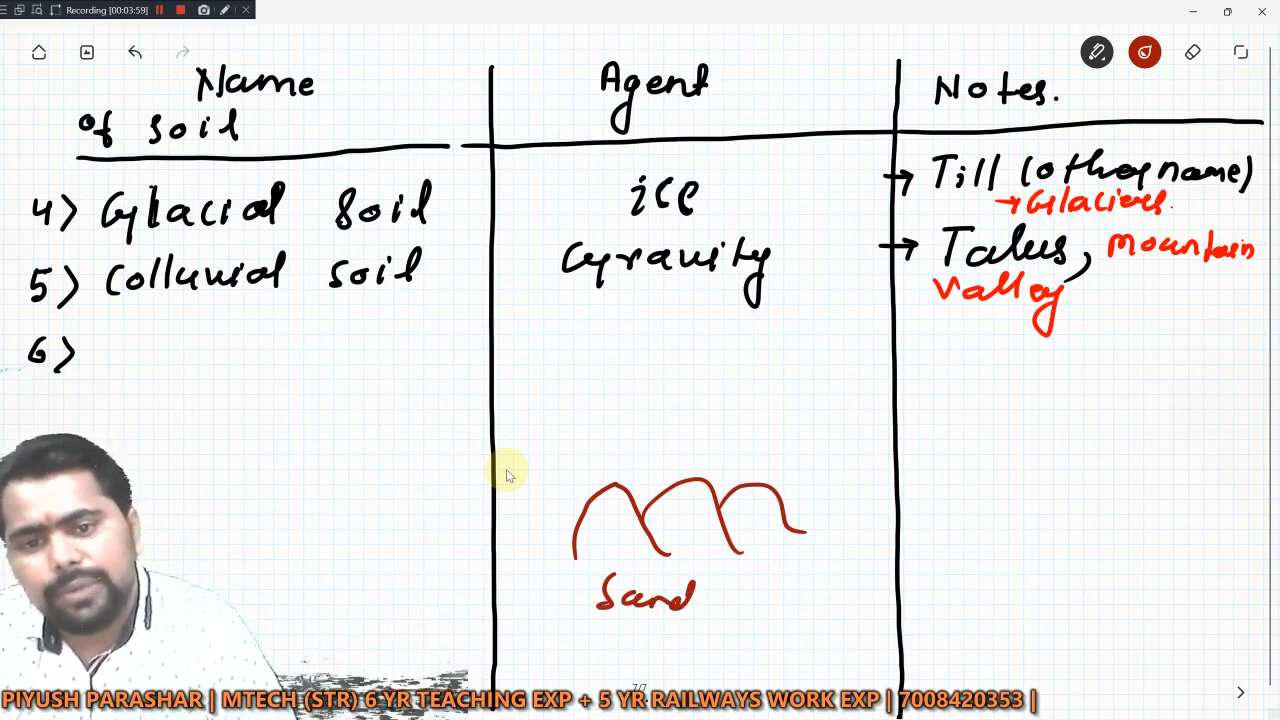 Recording [00:03:59]
Name Agent Notes.
of soil
4) Glacial Soil ice → Till (other name)
→ Glaciers.
5) Colluvial soil Gravity → Talus, Mountain
Valley
6)
Sand
7/7
PIYUSH PARASHAR | MTECH (STR) 6 YR TEACHING EXP + 5 YR RAILWAYS WORK EXP | 7008420353 |